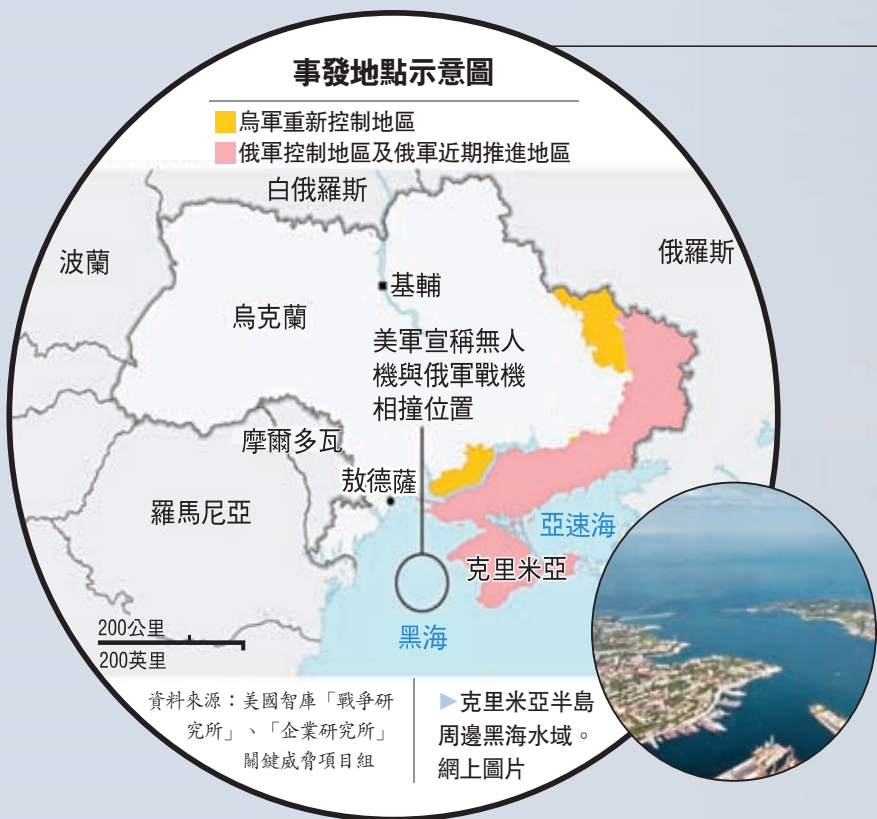 事發地點示意圖
烏軍重新控制地區
俄軍控制地區及俄軍近期推進地區
白俄羅斯
俄羅斯
波蘭
基輔
烏克蘭
美軍宣稱無人
機與俄軍戰機
相撞位置
摩爾多瓦
敖德薩
羅馬尼亞
亞速海
克里米亞
黑海
200公里
200英里
資料來源：美國智庫「戰爭研
究所」、「企業研究所」
關鍵威脅項目組
▶克里米亞半島
周邊黑海水域。
網上圖片